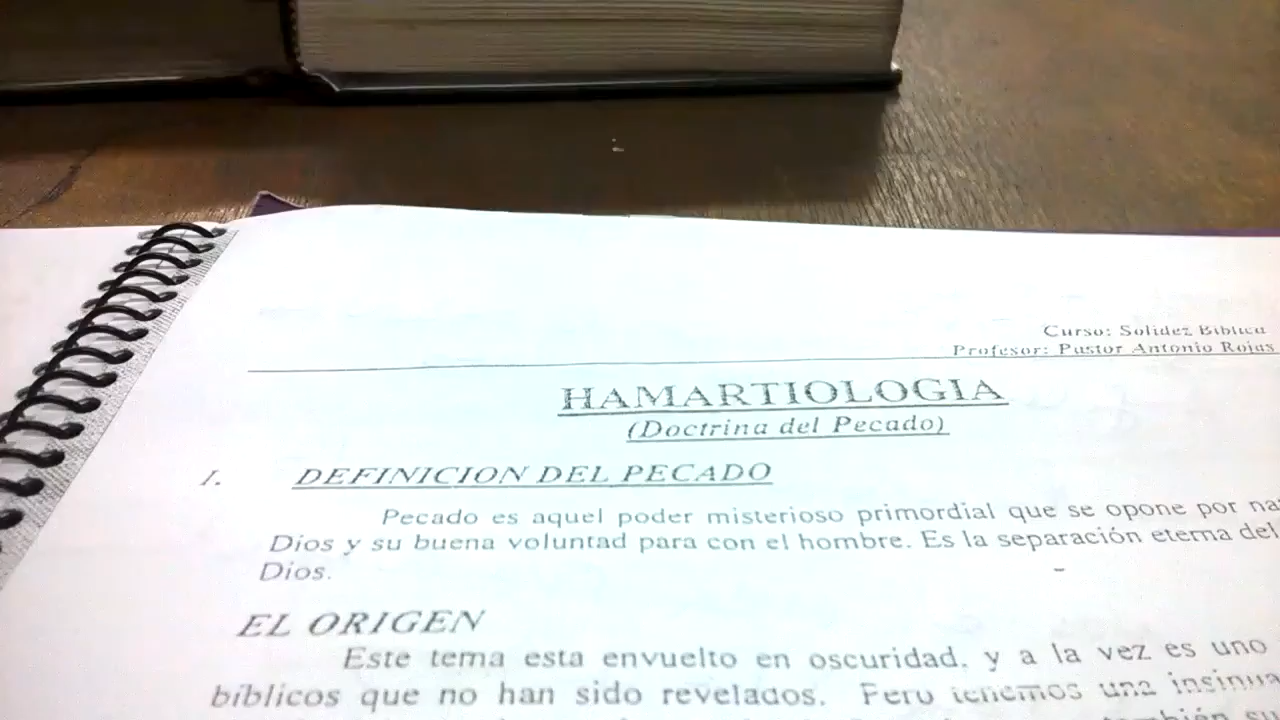 Curso: Solidez Biblica
Profesor: Pastor Antonio Rojas
HAMARTIOLOGIA
(Doctrina del Pecado)
I. DEFINICION DEL PECADO
Pecado es aquel poder misterioso primordial que se opone por na
Dios y su buena voluntad para con el hombre. Es la separación eterna del
Dios.
EL ORIGEN
Este tema esta envuelto en oscuridad, y a la vez es uno
bíblicos que no han sido revelados. Pero tenemos una insinua